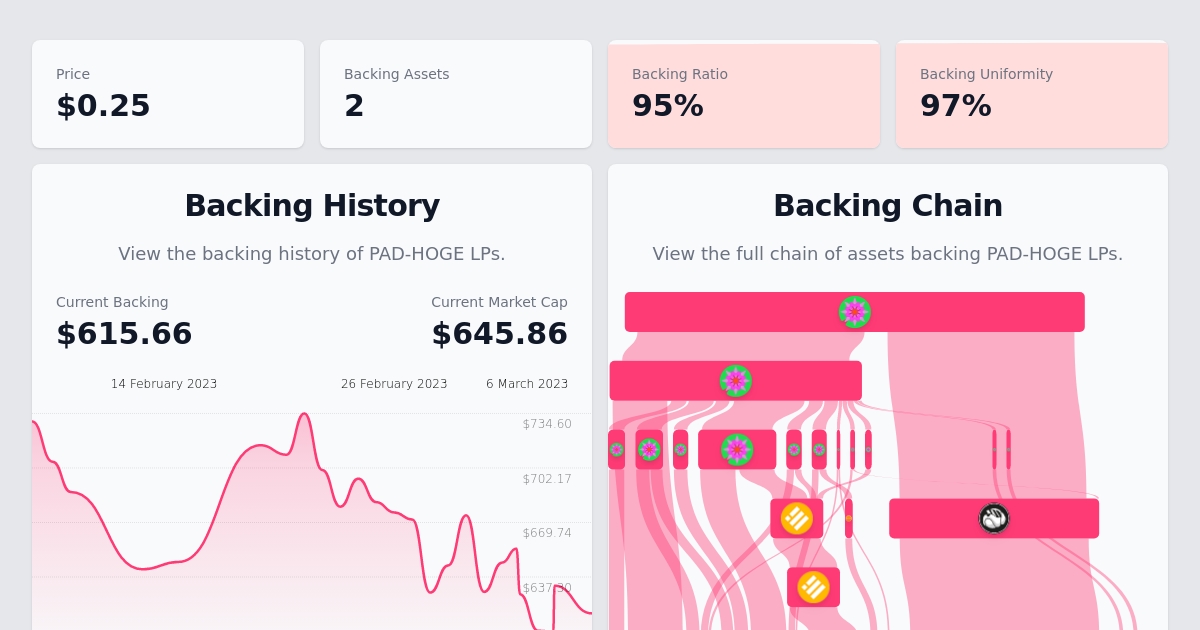 Price
$0.25
Backing Assets
2
Backing Ratio
95%
Backing Uniformity
97%
Backing History
View the backing history of PAD-HOGE LPs.
Current Backing
$615.66
Current Market Cap
$645.86
14 February 2023
26 February 2023
6 March 2023
$734.60
$702.17
$669.74
$637.30
Backing Chain
View the full chain of assets backing PAD-HOGE LPs.